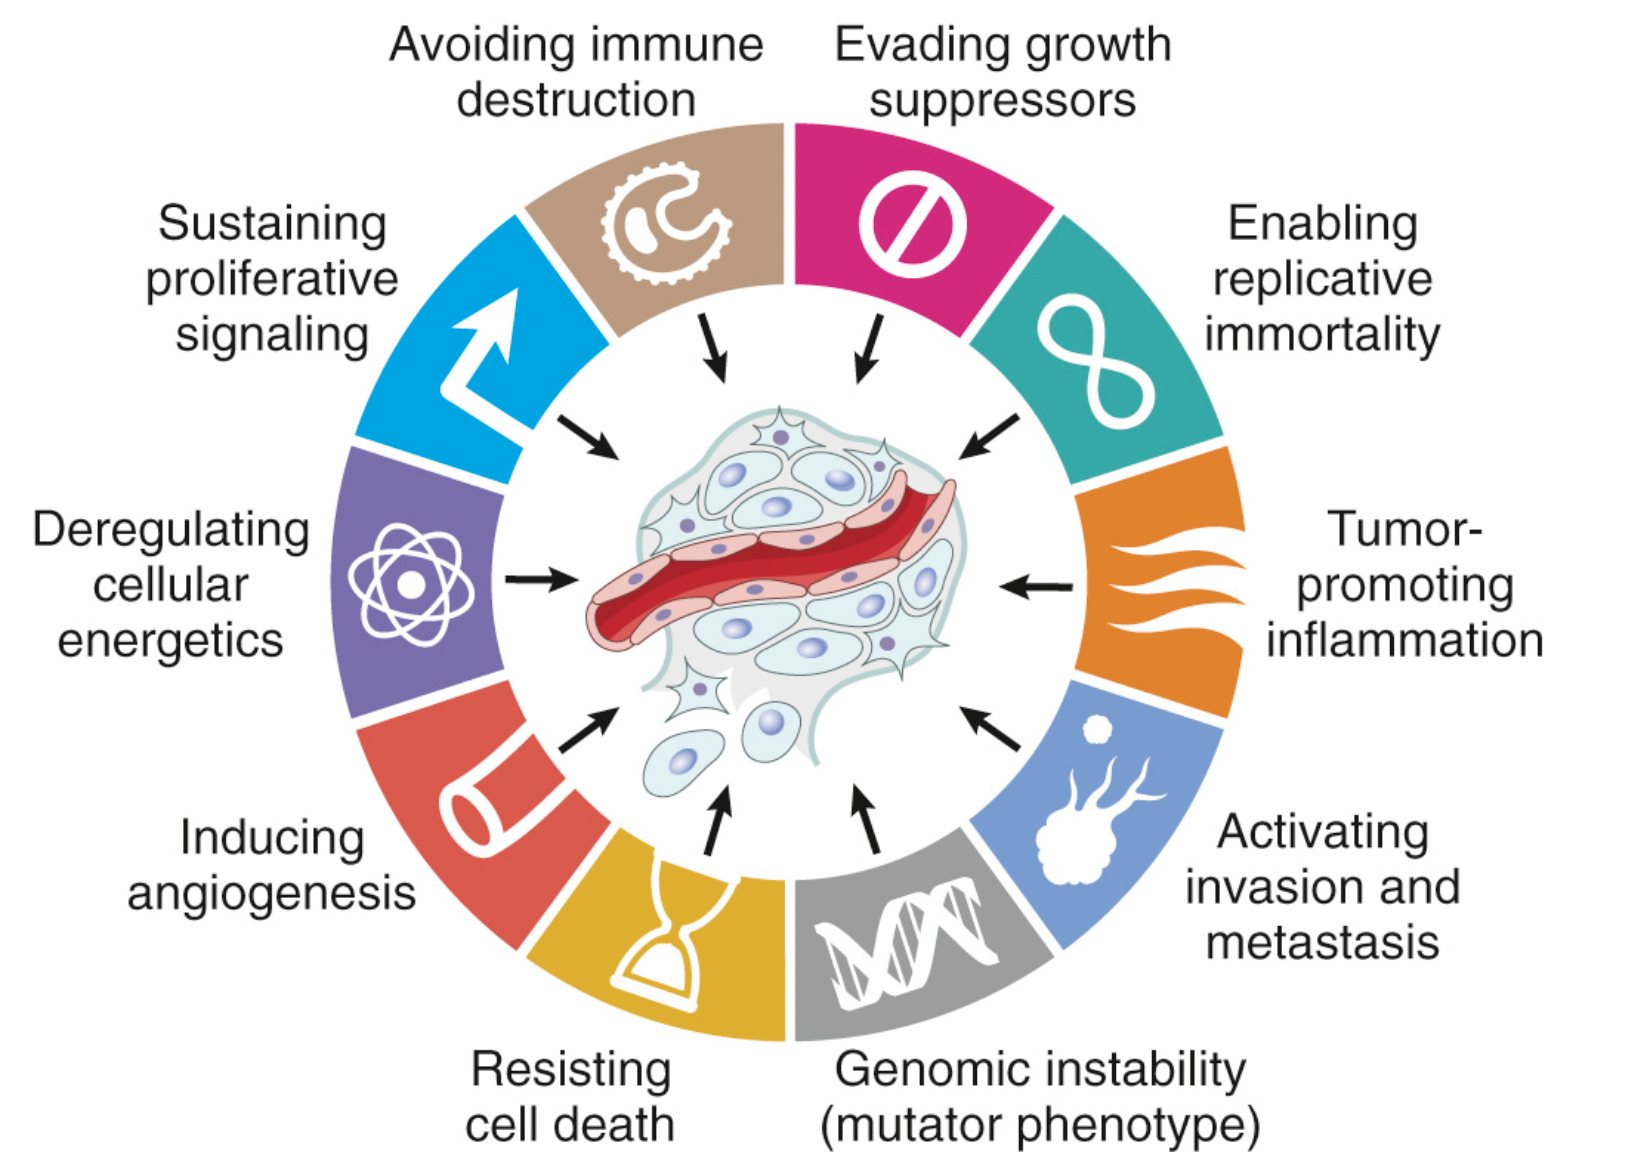 Avoiding immune
destruction
Evading growth
suppressors
Sustaining
proliferative
signaling
Enabling
replicative
immortality
Deregulating
cellular
energetics
Tumor-
promoting
inflammation
Inducing
angiogenesis
Activating
invasion and
metastasis
Resisting
cell death
Genomic instability
(mutator phenotype)